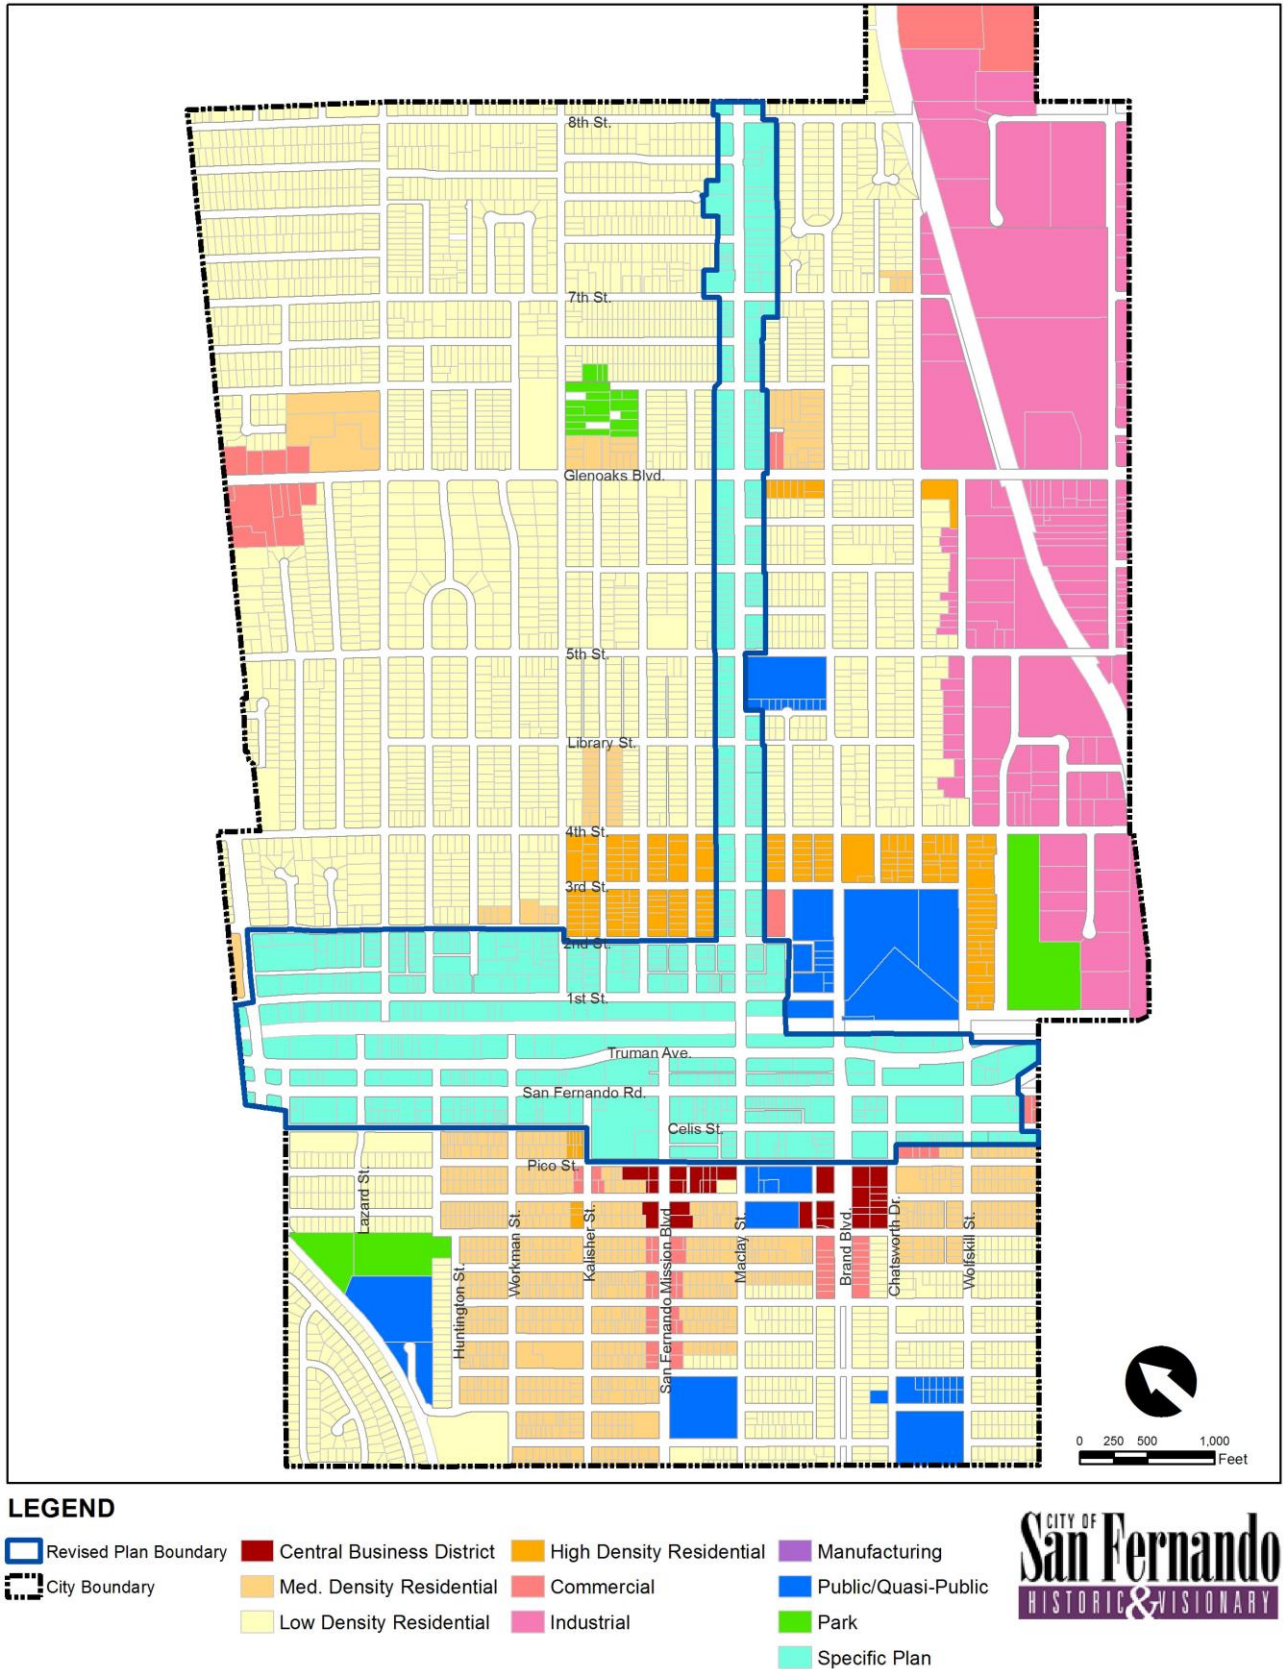 8th St.
7th St.
Glenoaks Blvd.
5th St.
Library St.
4th St.
3rd St.
2nd St.
1st St.
Truman Ave.
San Fernando Rd.
Celis St.
Pico St.
Lazard St.
Huntington St.
Workman St.
Kalisher St.
San Fernando Mission Blvd.
Maclay St.
Brand Blvd.
Chatsworth Dr.
Wolfskill St.
0 250 500 1,000
Feet
LEGEND
Revised Plan Boundary
City Boundary
Central Business District
Med. Density Residential
Low Density Residential
High Density Residential
Commercial
Industrial
Manufacturing
Public/Quasi-Public
Park
Specific Plan
CITY OF
San Fernando
HISTORIC & VISIONARY